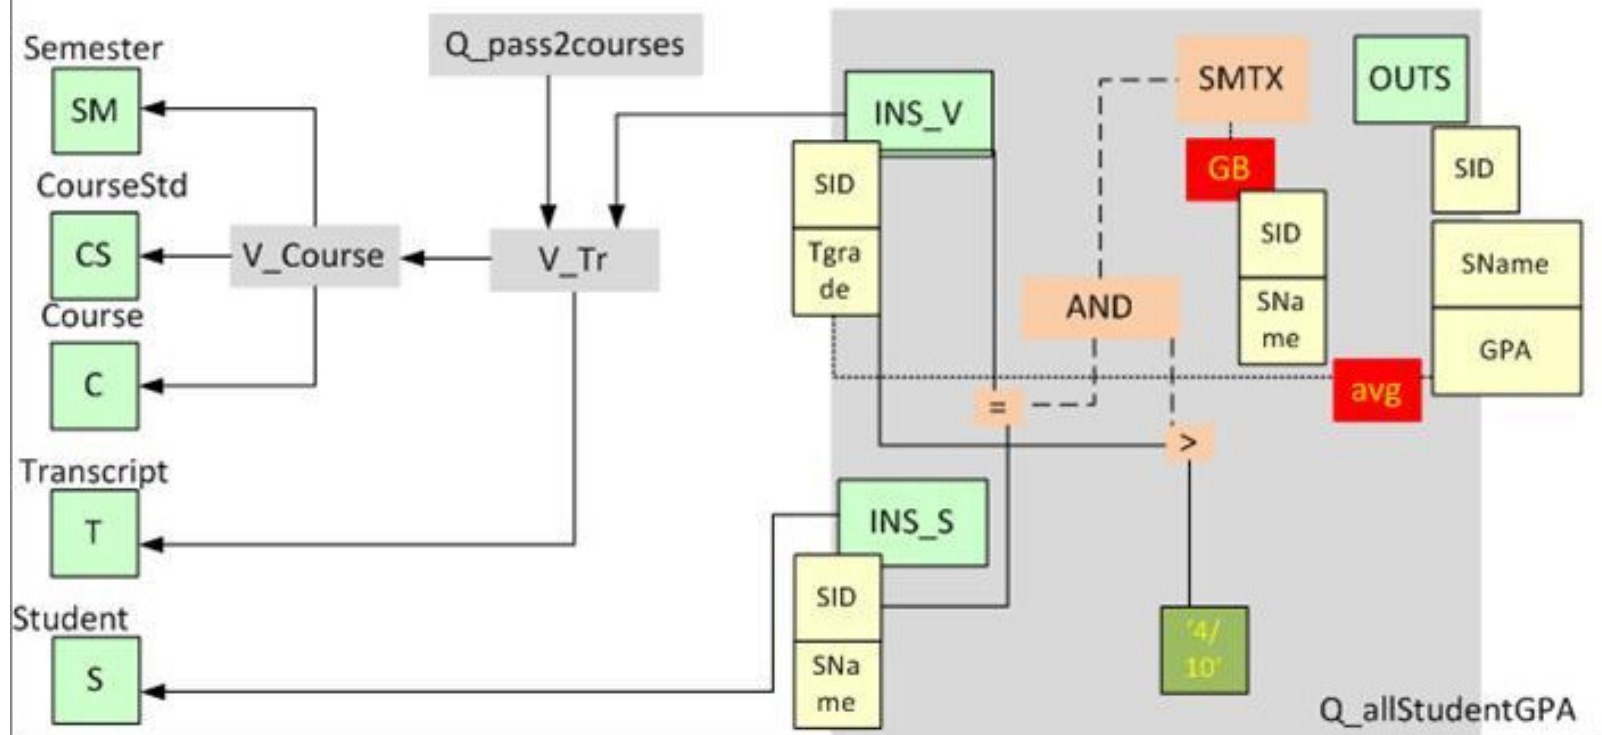 Semester
SM
CourseStd
CS
Course
C
Transcript
T
Student
S
V_Course
Q_pass2courses
V_Tr
INS_V
SID
Tgra
de
INS_S
SID
SNa
me
SMTX
GB
SID
SNa
me
AND
=
>
'4/
10'
avg
OUTS
SID
SName
GPA
Q_allStudentGPA